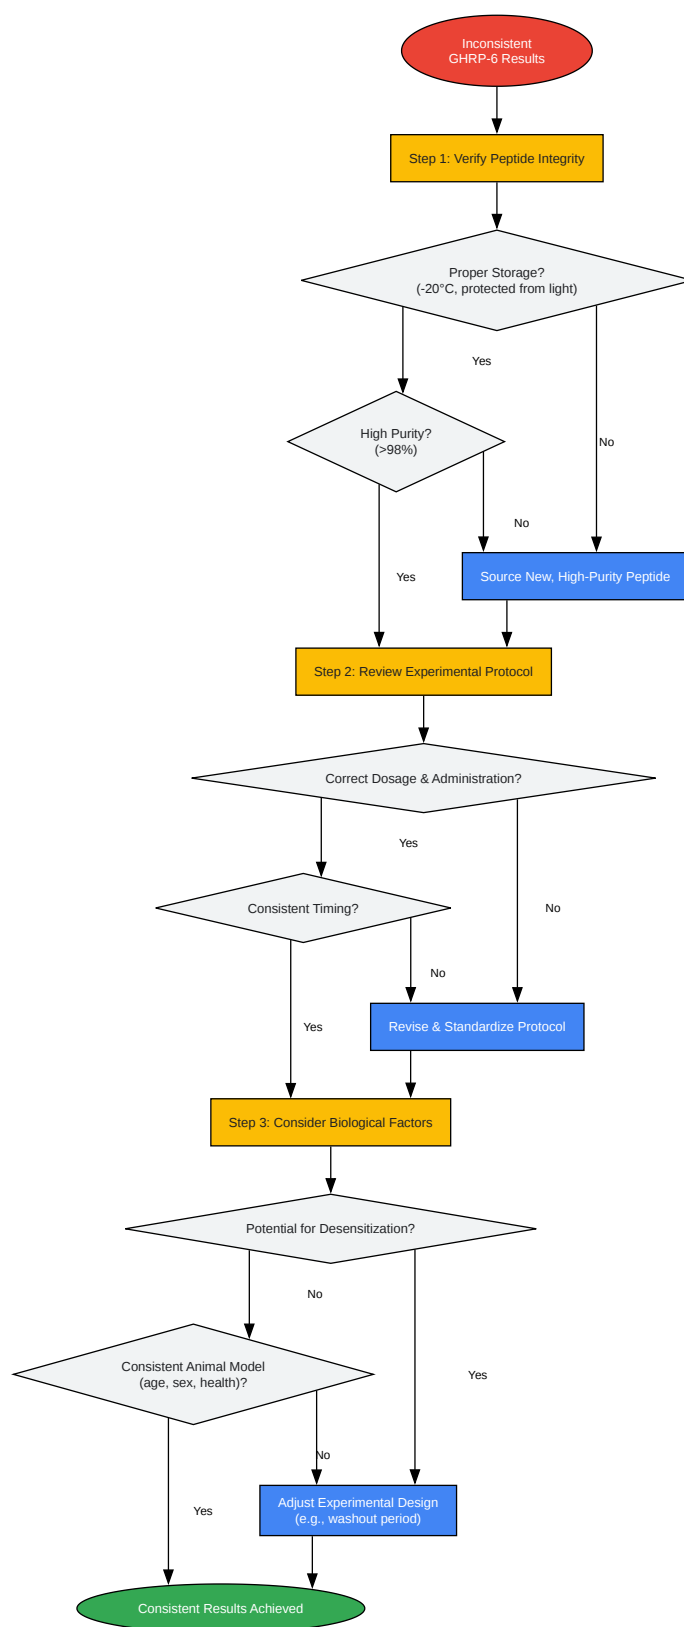 Inconsistent
GHRP-6 Results
Step 1: Verify Peptide Integrity
Proper Storage?
(-20°C, protected from light)
Yes
High Purity?
(>98%)
No
No
Yes
Source New, High-Purity Peptide
Step 2: Review Experimental Protocol
Correct Dosage & Administration?
Yes
Consistent Timing?
No
No
Yes
Revise & Standardize Protocol
Step 3: Consider Biological Factors
Potential for Desensitization?
No
Consistent Animal Model
(age, sex, health)?
Yes
No
Yes
Adjust Experimental Design
(e.g., washout period)
Consistent Results Achieved